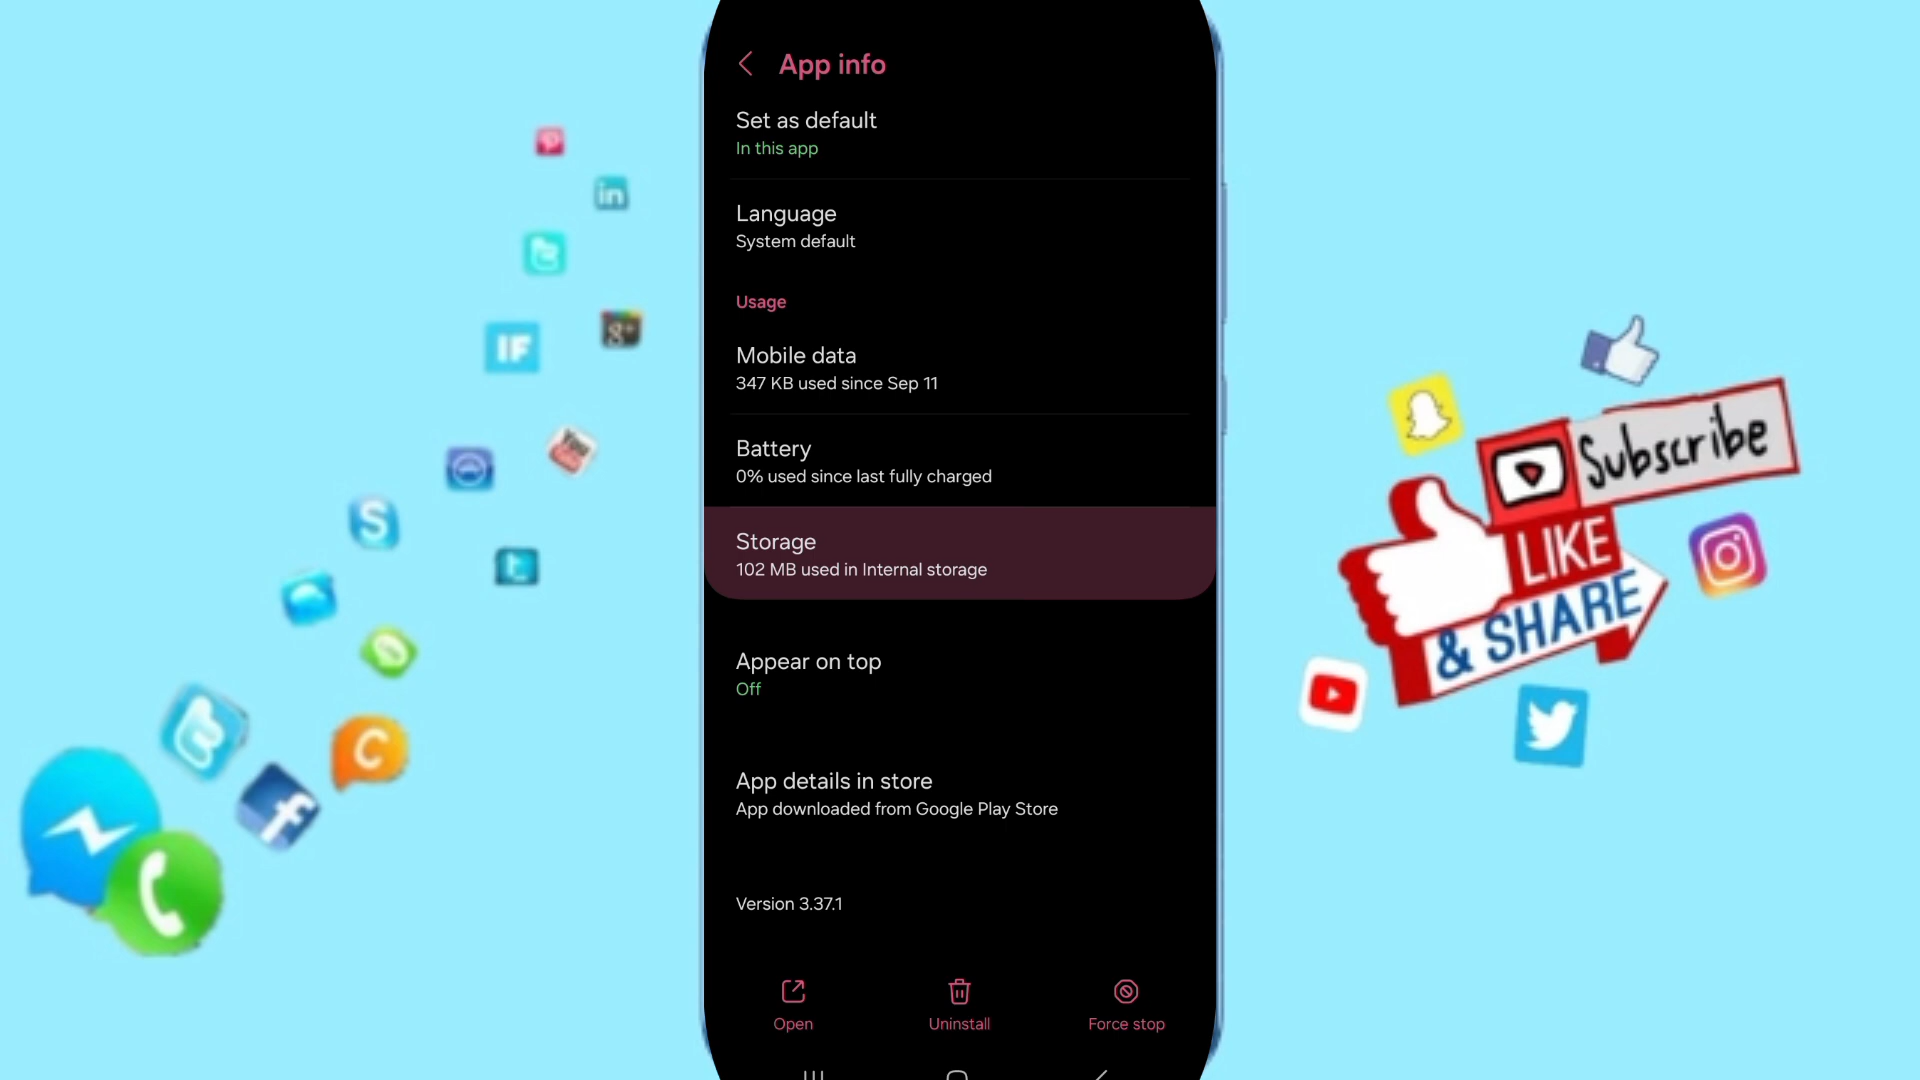 App info
Set as default
In this app
Language
System default
Usage
Mobile data
347 KB used since Sep 11
Battery
0% used since last fully charged
Storage
102 MB used in Internal storage
Appear on top
Off
App details in store
App downloaded from Google Play Store
Version 3.37.1
Open
Uninstall
Force stop
in
IF
g+
You
S
C
f
Subscribe
LIKE
& SHARE